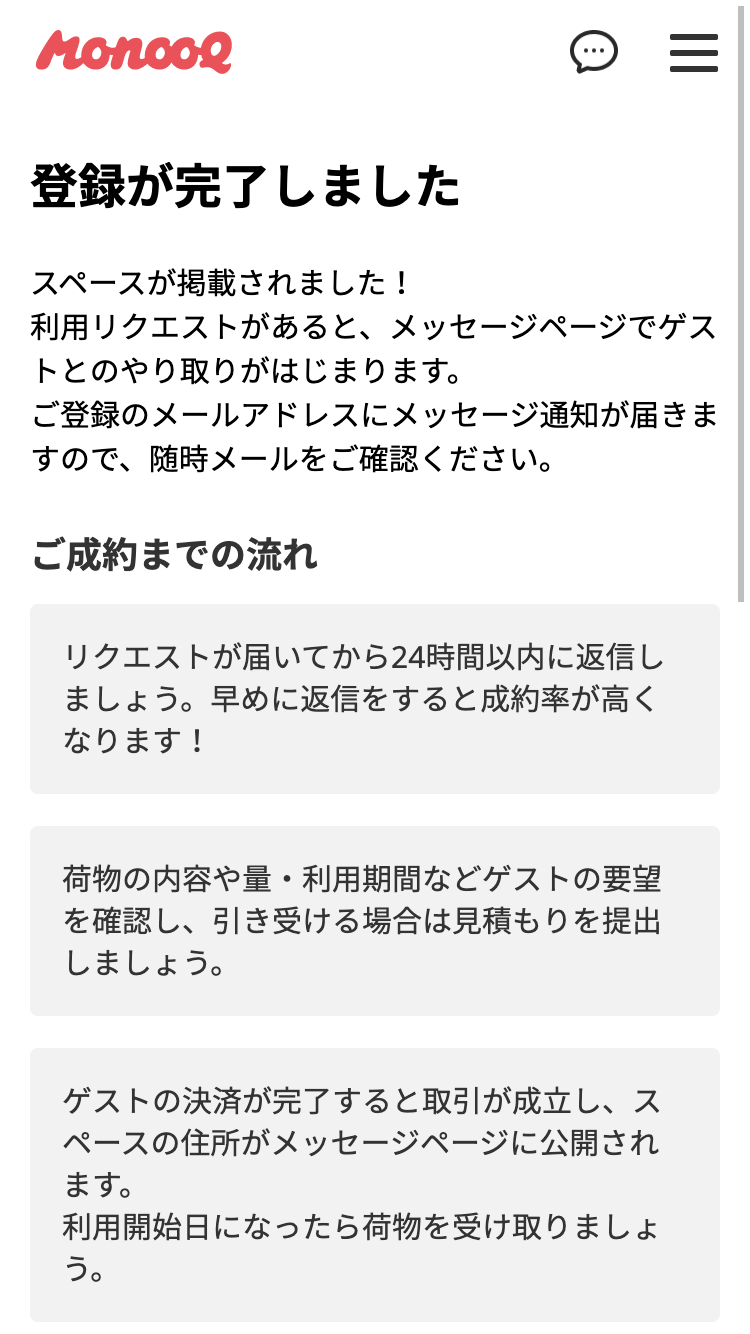 MonooQ
登録が完了しました
スペースが掲載されました！
利用リクエストがあると、メッセージページでゲス
トとのやり取りがはじまります。
ご登録のメールアドレスにメッセージ通知が届きま
すので、随時メールをご確認ください。
ご成約までの流れ
リクエストが届いてから24時間以内に返信し
ましょう。早めに返信をすると成約率が高く
なります！
荷物の内容や量・利用期間などゲストの要望
を確認し、引き受ける場合は見積もりを提出
しましょう。
ゲストの決済が完了すると取引が成立し、ス
ペースの住所がメッセージページに公開され
ます。
利用開始日になったら荷物を受け取りましょ
う。